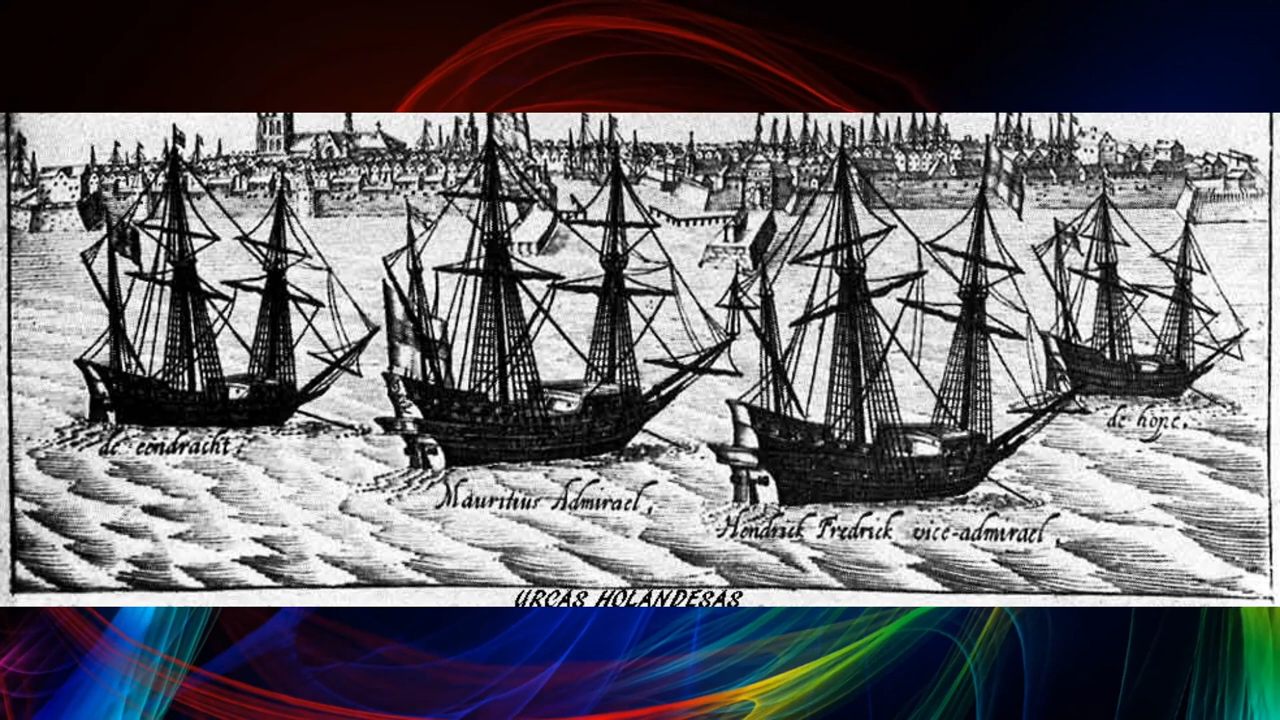 de eendracht,
Mauritius Admirael,
Hendrick Fredrick vice-admirael,
de hope.
URCAS HOLANDESAS